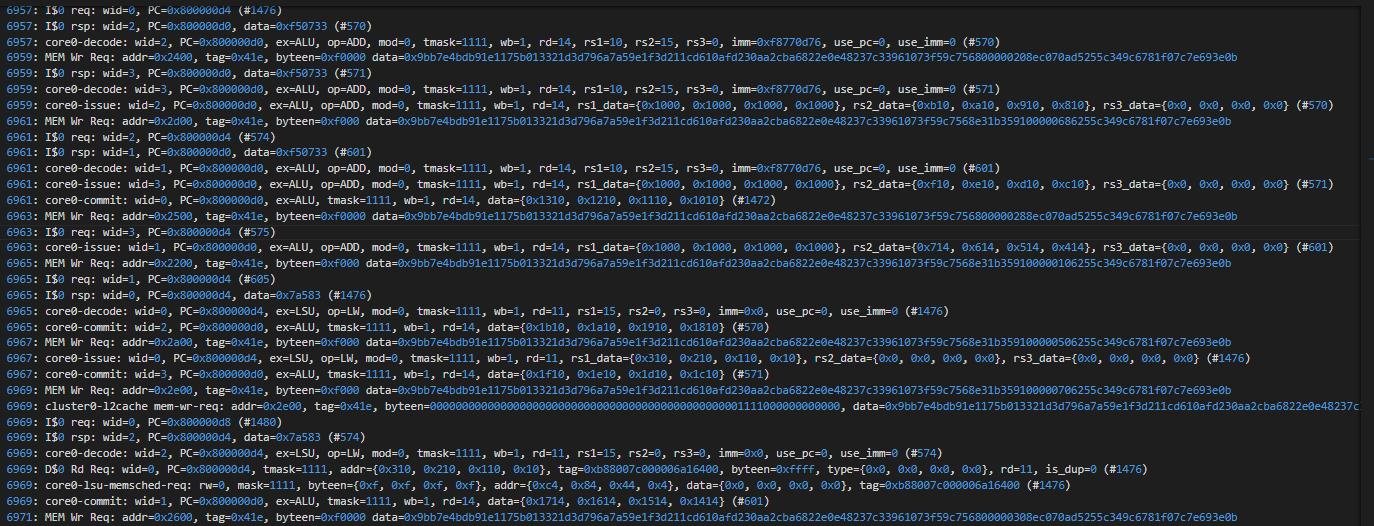 6957: I$0 req: wid=0, PC=0x800000d4 (#1476)
6957: I$0 rsp: wid=2, PC=0x800000d0, data=0xf50733 (#570)
6957: core0-decode: wid=2, PC=0x800000d0, ex=ALU, op=ADD, mod=0, tmask=1111, wb=1, rd=14, rs1=10, rs2=15, rs3=0, imm=0xf8770d76, use_pc=0, use_imm=0 (#570)
6959: MEM Wr Req: addr=0x2400, tag=0x41e, byteen=0xf0000 data=0x9bb7e4bdb91e1175b013321d3d796a7a59e1f3d211cd610afd230aa2cba6822e0e48237c33961073f59c756800000208ec070ad5255c349c6781f07c7e693e0b
6959: I$0 rsp: wid=3, PC=0x800000d0, data=0xf50733 (#571)
6959: core0-decode: wid=3, PC=0x800000d0, ex=ALU, op=ADD, mod=0, tmask=1111, wb=1, rd=14, rs1=10, rs2=15, rs3=0, imm=0xf8770d76, use_pc=0, use_imm=0 (#571)
6959: core0-issue: wid=2, PC=0x800000d0, ex=ALU, op=ADD, mod=0, tmask=1111, wb=1, rd=14, rs1_data={0x1000, 0x1000, 0x1000, 0x1000}, rs2_data={0xb10, 0xa10, 0x910, 0x810}, rs3_data={0x0, 0x0, 0x0, 0x0} (#570)
6961: MEM Wr Req: addr=0x2d00, tag=0x41e, byteen=0xf000 data=0x9bb7e4bdb91e1175b013321d3d796a7a59e1f3d211cd610afd230aa2cba6822e0e48237c33961073f59c7568e31b359100000686255c349c6781f07c7e693e0b
6961: I$0 req: wid=2, PC=0x800000d4 (#574)
6961: I$0 rsp: wid=1, PC=0x800000d0, data=0xf50733 (#601)
6961: core0-decode: wid=1, PC=0x800000d0, ex=ALU, op=ADD, mod=0, tmask=1111, wb=1, rd=14, rs1=10, rs2=15, rs3=0, imm=0xf8770d76, use_pc=0, use_imm=0 (#601)
6961: core0-issue: wid=3, PC=0x800000d0, ex=ALU, op=ADD, mod=0, tmask=1111, wb=1, rd=14, rs1_data={0x1000, 0x1000, 0x1000, 0x1000}, rs2_data={0xf10, 0xe10, 0xd10, 0xc10}, rs3_data={0x0, 0x0, 0x0, 0x0} (#571)
6961: core0-commit: wid=0, PC=0x800000d0, ex=ALU, tmask=1111, wb=1, rd=14, data={0x1310, 0x1210, 0x1110, 0x1010} (#1472)
6963: MEM Wr Req: addr=0x2500, tag=0x41e, byteen=0xf0000 data=0x9bb7e4bdb91e1175b013321d3d796a7a59e1f3d211cd610afd230aa2cba6822e0e48237c33961073f59c756800000288ec070ad5255c349c6781f07c7e693e0b
6963: I$0 req: wid=3, PC=0x800000d4 (#575)
6963: core0-issue: wid=1, PC=0x800000d0, ex=ALU, op=ADD, mod=0, tmask=1111, wb=1, rd=14, rs1_data={0x1000, 0x1000, 0x1000, 0x1000}, rs2_data={0x714, 0x614, 0x514, 0x414}, rs3_data={0x0, 0x0, 0x0, 0x0} (#601)
6965: MEM Wr Req: addr=0x2200, tag=0x41e, byteen=0xf000 data=0x9bb7e4bdb91e1175b013321d3d796a7a59e1f3d211cd610afd230aa2cba6822e0e48237c33961073f59c7568e31b359100000106255c349c6781f07c7e693e0b
6965: I$0 req: wid=1, PC=0x800000d4 (#605)
6965: I$0 rsp: wid=0, PC=0x800000d4, data=0x7a583 (#1476)
6965: core0-decode: wid=0, PC=0x800000d4, ex=LSU, op=LW, mod=0, tmask=1111, wb=1, rd=11, rs1=15, rs2=0, rs3=0, imm=0x0, use_pc=0, use_imm=0 (#1476)
6965: core0-commit: wid=2, PC=0x800000d0, ex=ALU, tmask=1111, wb=1, rd=14, data={0x1b10, 0x1a10, 0x1910, 0x1810} (#570)
6967: MEM Wr Req: addr=0x2a00, tag=0x41e, byteen=0xf000 data=0x9bb7e4bdb91e1175b013321d3d796a7a59e1f3d211cd610afd230aa2cba6822e0e48237c33961073f59c7568e31b359100000506255c349c6781f07c7e693e0b
6967: core0-issue: wid=0, PC=0x800000d4, ex=LSU, op=LW, mod=0, tmask=1111, wb=1, rd=11, rs1_data={0x310, 0x210, 0x110, 0x10}, rs2_data={0x0, 0x0, 0x0, 0x0}, rs3_data={0x0, 0x0, 0x0, 0x0} (#1476)
6967: core0-commit: wid=3, PC=0x800000d0, ex=ALU, tmask=1111, wb=1, rd=14, data={0x1f10, 0x1e10, 0x1d10, 0x1c10} (#571)
6969: MEM Wr Req: addr=0x2e00, tag=0x41e, byteen=0xf000 data=0x9bb7e4bdb91e1175b013321d3d796a7a59e1f3d211cd610afd230aa2cba6822e0e48237c33961073f59c7568e31b359100000706255c349c6781f07c7e693e0b
6969: cluster0-l2cache mem-wr-req: addr=0x2e00, tag=0x41e, byteen=0000000000000000000000000000000000000000000000001111000000000000, data=0x9bb7e4bdb91e1175b013321d3d796a7a59e1f3d211cd610afd230aa2cba6822e0e48237c
6969: I$0 req: wid=0, PC=0x800000d8 (#1480)
6969: I$0 rsp: wid=2, PC=0x800000d4, data=0x7a583 (#574)
6969: core0-decode: wid=2, PC=0x800000d4, ex=LSU, op=LW, mod=0, tmask=1111, wb=1, rd=11, rs1=15, rs2=0, rs3=0, imm=0x0, use_pc=0, use_imm=0 (#574)
6969: D$0 Rd Req: wid=0, PC=0x800000d4, tmask=1111, addr={0x310, 0x210, 0x110, 0x10}, tag=0xb88007c000006a16400, byteen=0xffff, type={0x0, 0x0, 0x0, 0x0}, rd=11, is_dup=0 (#1476)
6969: core0-lsu-memsched-req: rw=0, mask=1111, byteen={0xf, 0xf, 0xf, 0xf}, addr={0xc4, 0x84, 0x44, 0x4}, data={0x0, 0x0, 0x0, 0x0}, tag=0xb88007c000006a16400 (#1476)
6969: core0-commit: wid=1, PC=0x800000d0, ex=ALU, tmask=1111, wb=1, rd=14, data={0x1714, 0x1614, 0x1514, 0x1414} (#601)
6971: MEM Wr Req: addr=0x2600, tag=0x41e, byteen=0xf0000 data=0x9bb7e4bdb91e1175b013321d3d796a7a59e1f3d211cd610afd230aa2cba6822e0e48237c33961073f59c756800000308ec070ad5255c349c6781f07c7e693e0b